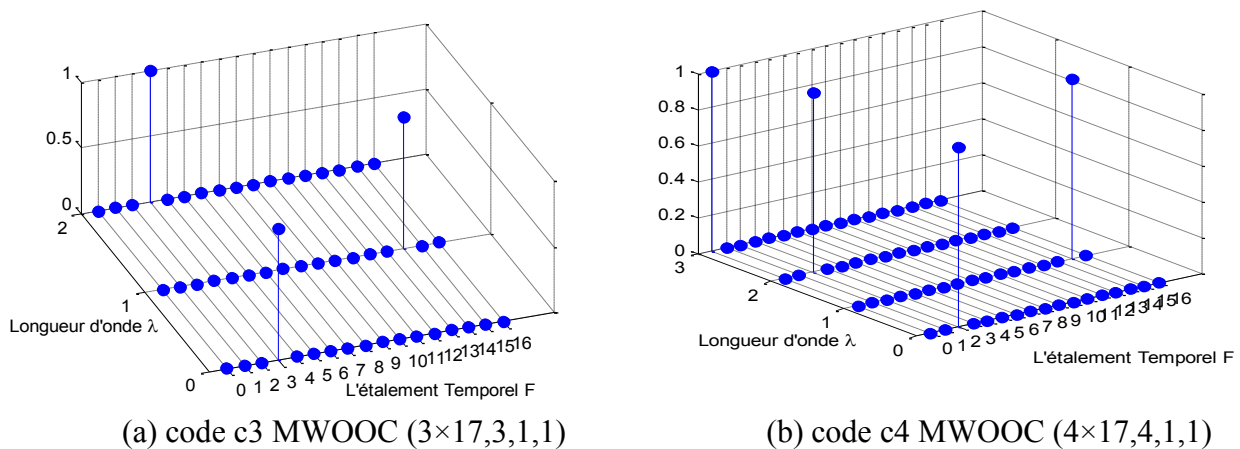 1
0.5
0
2
1
0
Longueur d'onde λ
0 1 2 3 4 5 6 7 8 9 10 11 12 13 14 15 16
L'étalement Temporel F
(a) code c3 MWOOC (3×17,3,1,1)
1
0.8
0.6
0.4
0.2
0
3
2
1
0
Longueur d'onde λ
0 1 2 3 4 5 6 7 8 9 10 11 12 13 14 15 16
L'étalement Temporel F
(b) code c4 MWOOC (4×17,4,1,1)